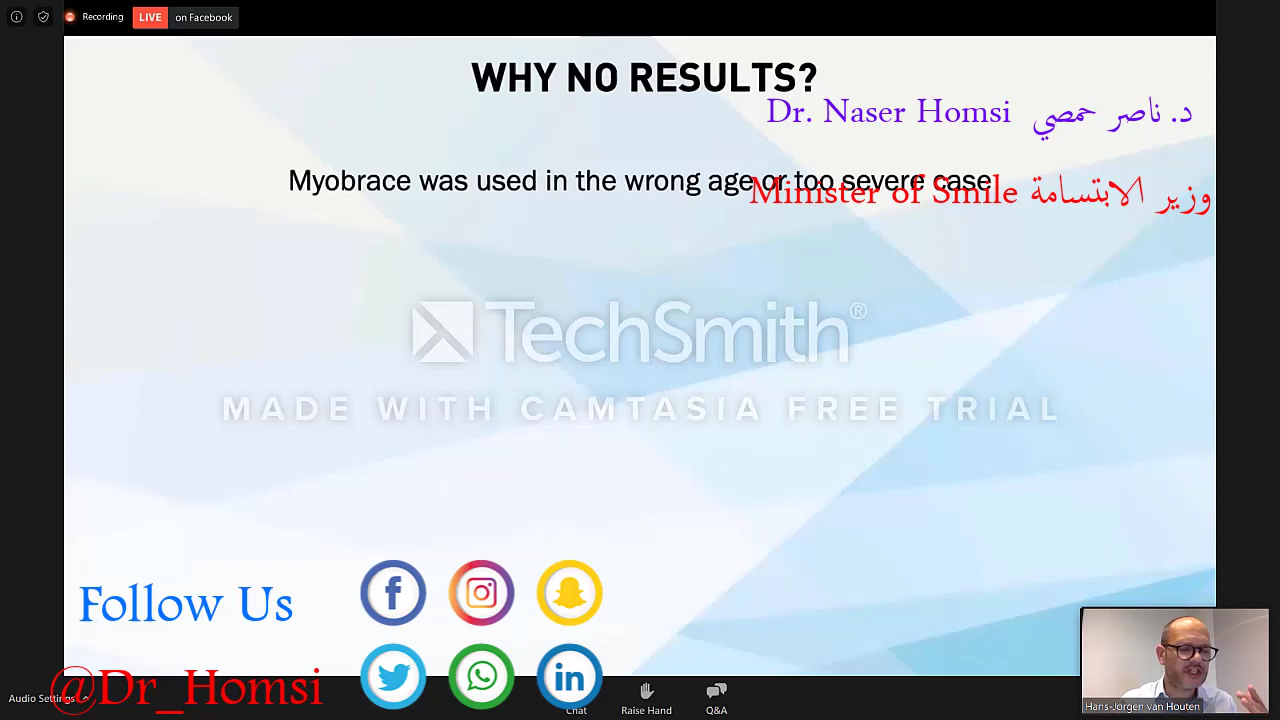 Recording LIVE on Facebook
WHY NO RESULTS?
Dr. Naser Homsi د. ناصر حمصي
Myobrace was used in the wrong age or too severe case
Minister of Smile وزير الابتسامة
TechSmith®
MADE WITH CAMTASIA FREE TRIAL
Follow Us
@Dr_Homsi
Audio Settings
Chat
Raise Hand
Q&A
Hans-Jørgen van Houten